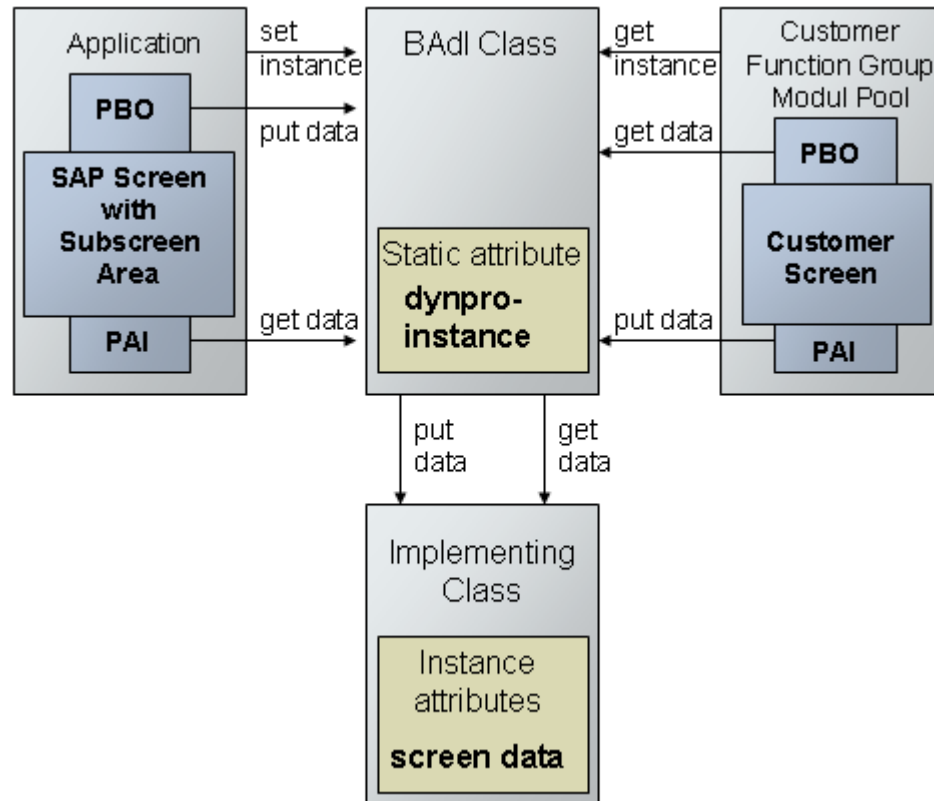 Application
PBO
SAP Screen
with
Subscreen
Area
PAI
set
instance
put data
get data
BAdI Class
Static attribute
dynpro-
instance
get
instance
get data
put data
Customer
Function Group
Modul Pool
PBO
Customer
Screen
PAI
put
data
get
data
Implementing
Class
Instance
attributes
screen data